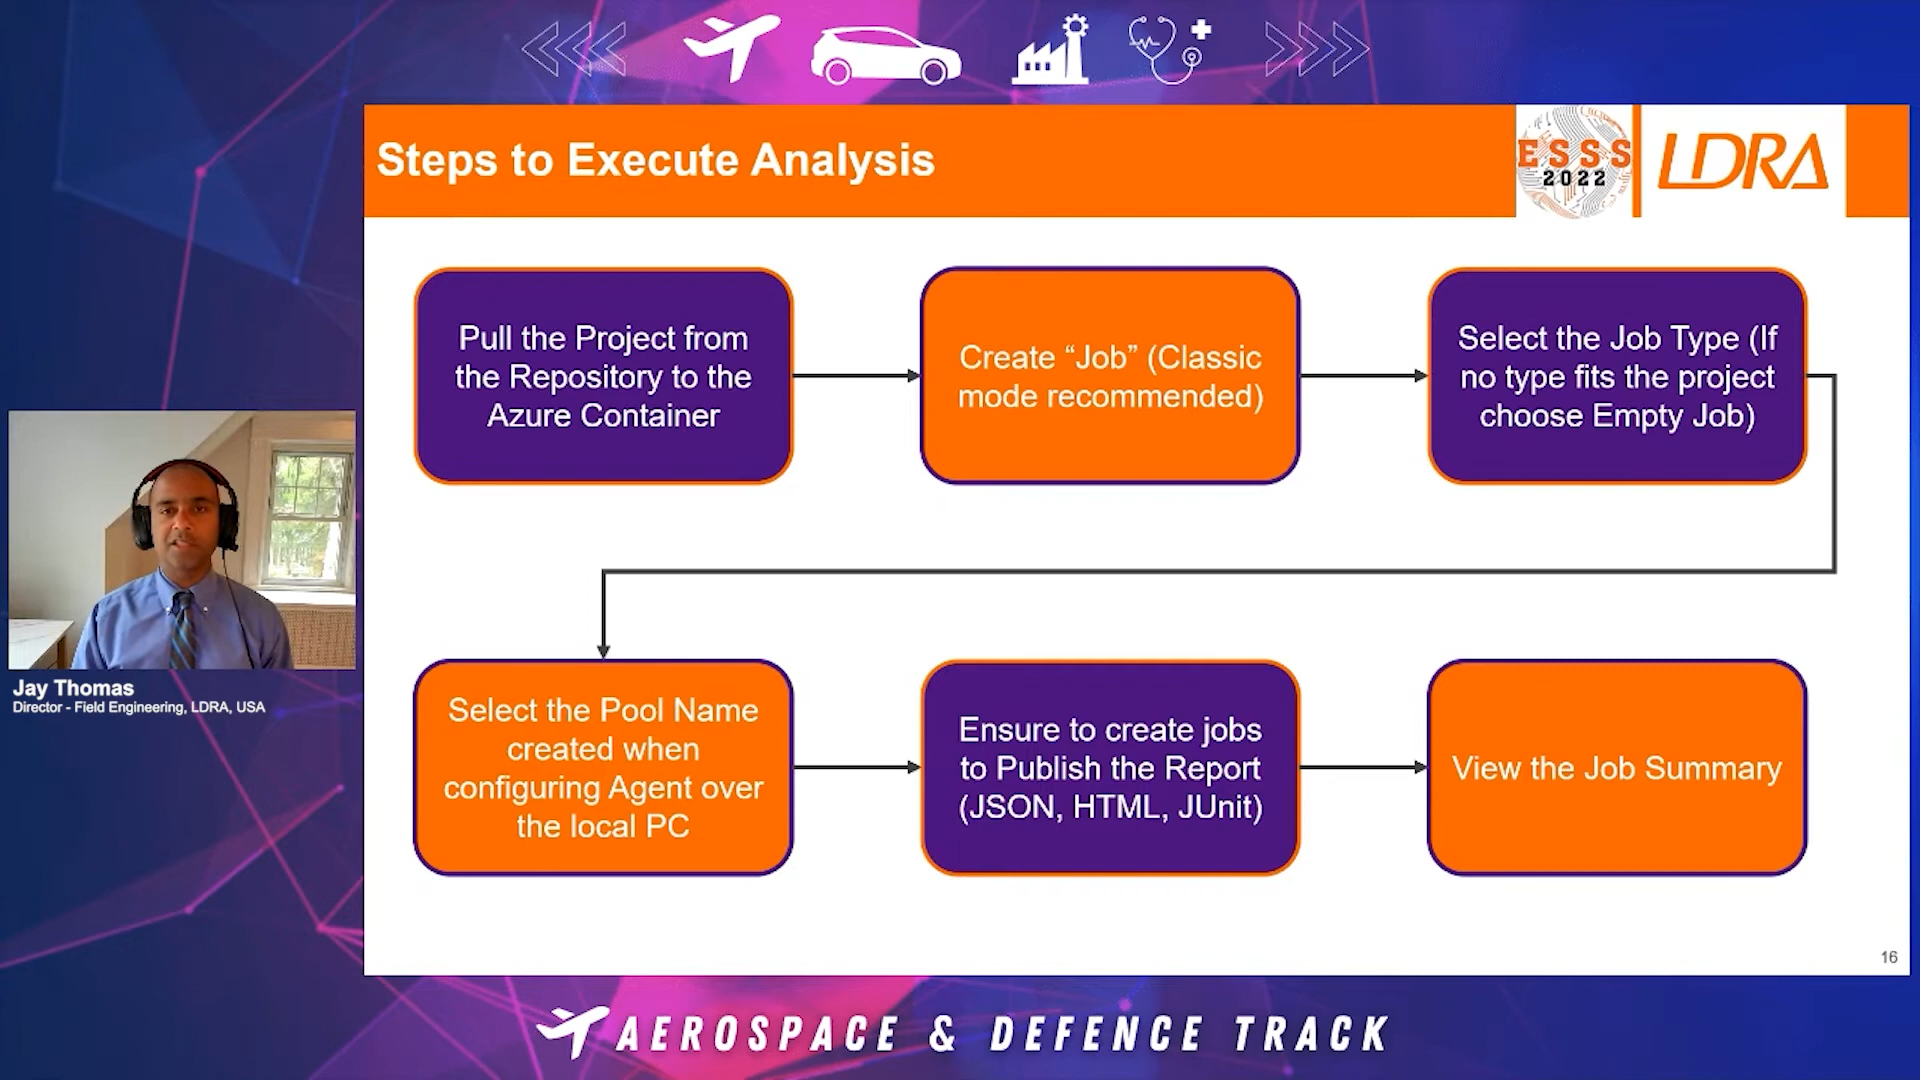 Steps to Execute Analysis
ESSS
2022
LDRA
Pull the Project from
the Repository to the
Azure Container
Create “Job” (Classic
mode recommended)
Select the Job Type (If
no type fits the project
choose Empty Job)
Select the Pool Name
created when
configuring Agent over
the local PC
Ensure to create jobs
to Publish the Report
(JSON, HTML, JUnit)
View the Job Summary
Jay Thomas
Director - Field Engineering, LDRA, USA
16
AEROSPACE & DEFENCE TRACK